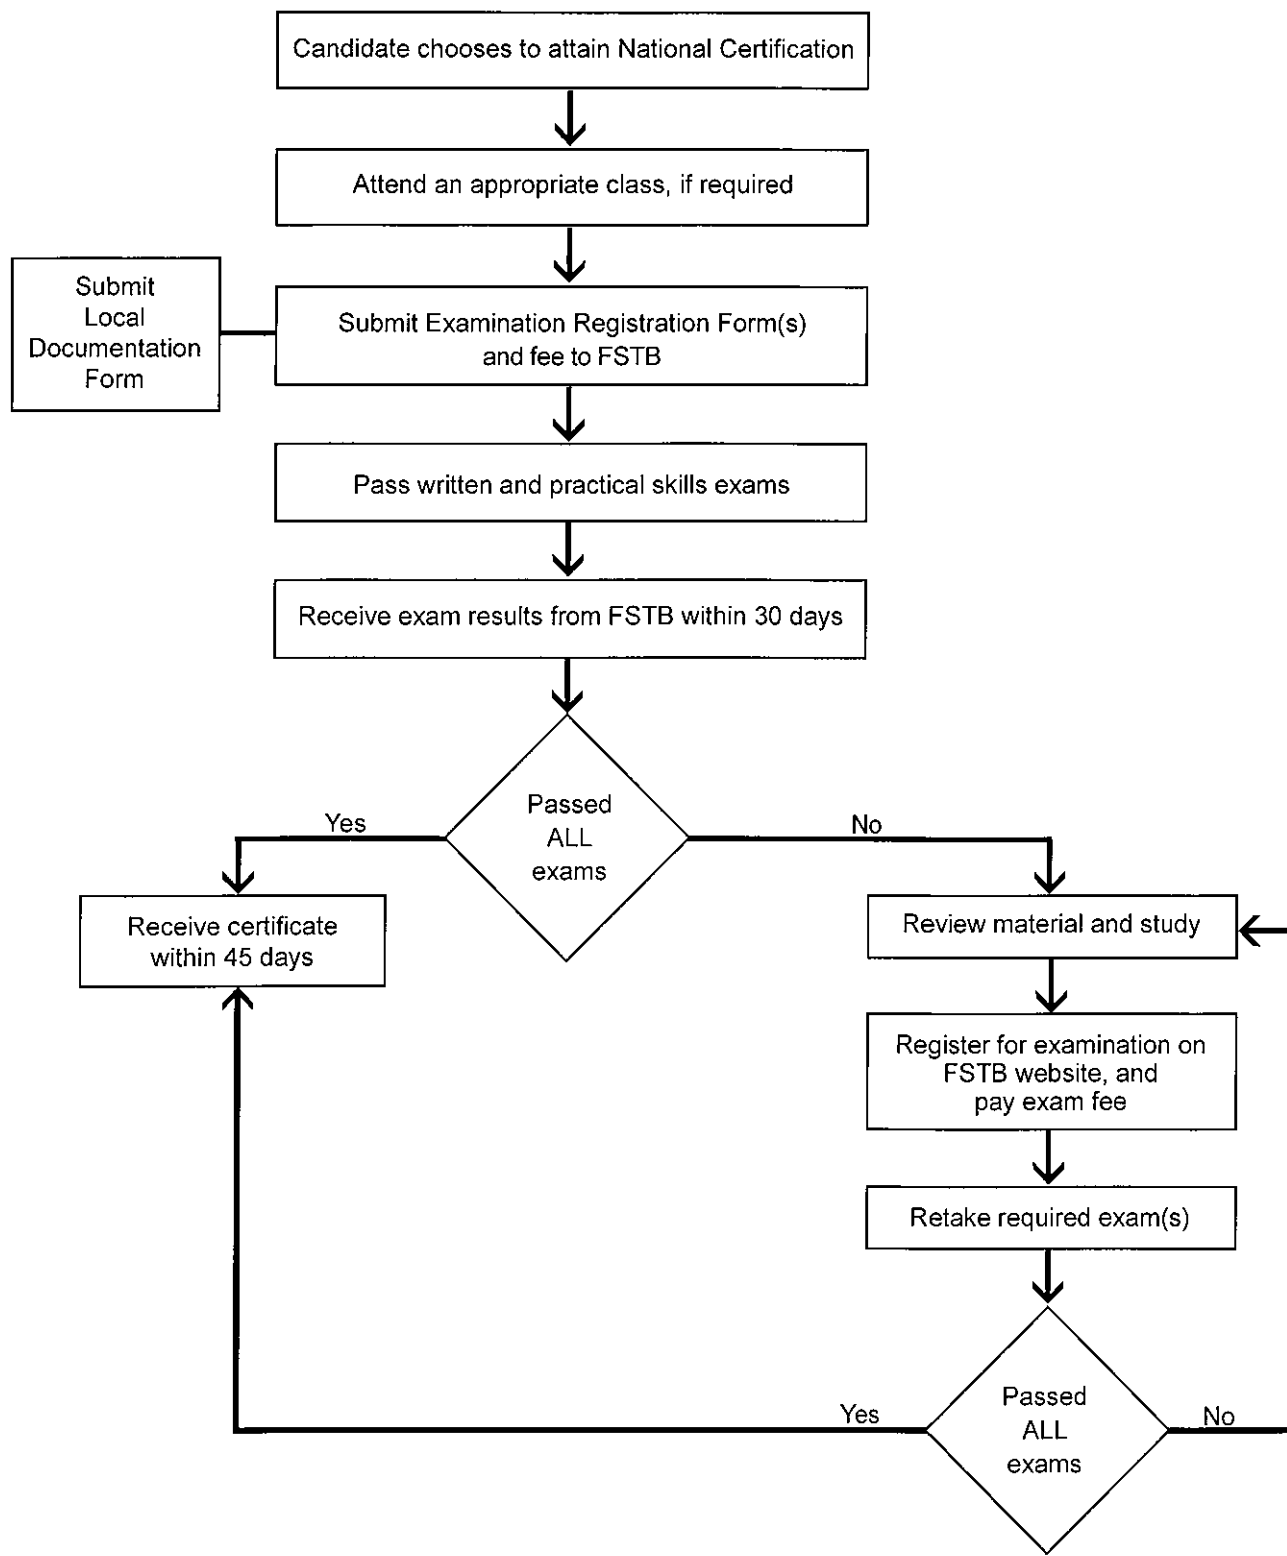 Candidate chooses to attain National Certification
Attend an appropriate class, if required
Submit
Local
Documentation
Form
Submit Examination Registration Form(s)
and fee to FSTB
Pass written and practical skills exams
Receive exam results from FSTB within 30 days
Passed
ALL
exams
Yes
No
Receive certificate
within 45 days
Review material and study
Register for examination on
FSTB website, and
pay exam fee
Retake required exam(s)
Passed
ALL
exams
Yes
No